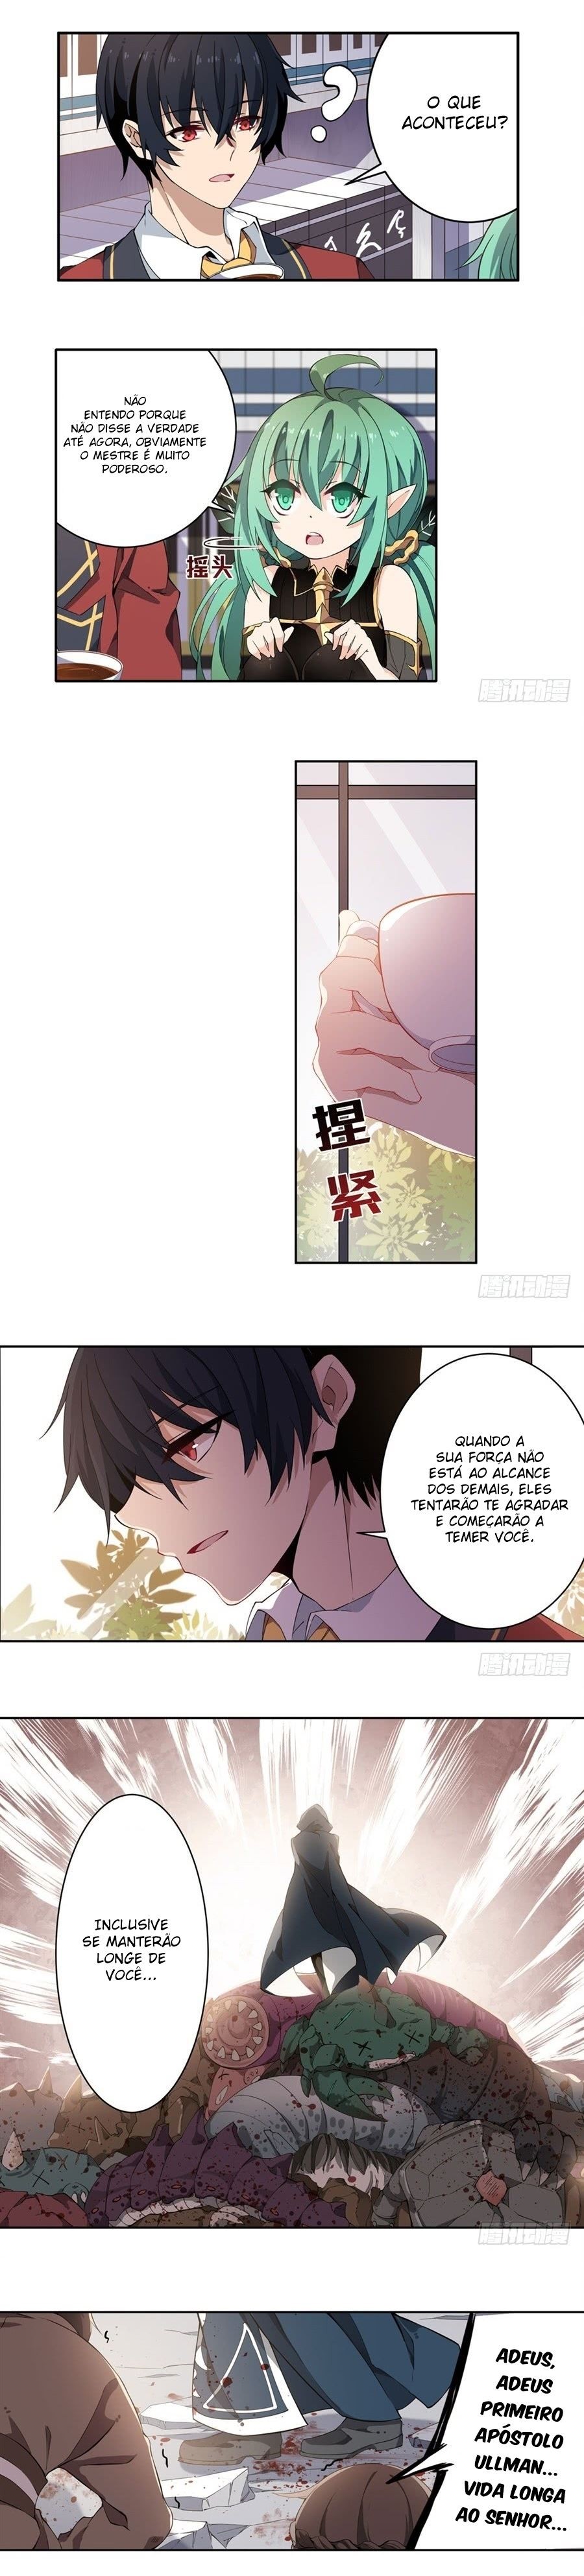 ?
O QUE
ACONTECEU?
NÃO
ENTENDO PORQUE
NÃO DISSE A VERDADE
ATÉ AGORA, OBVIAMENTE
O MESTRE É MUITO
PODEROSO.
摇头
腾讯动漫
捏
紧
腾讯动漫
QUANDO A
SUA FORÇA NÃO
ESTÁ AO ALCANCE
DOS DEMAIS, ELES
TENTARÃO TE AGRADAR
E COMEÇARÃO A
TEMER VOCÊ.
腾讯动漫
INCLUSIVE
SE MANTERÃO
LONGE DE
VOCÊ...
腾讯动漫
ADEUS,
ADEUS
PRIMEIRO
APÓSTOLO
ULLMAN...
VIDA LONGA
AO SENHOR...